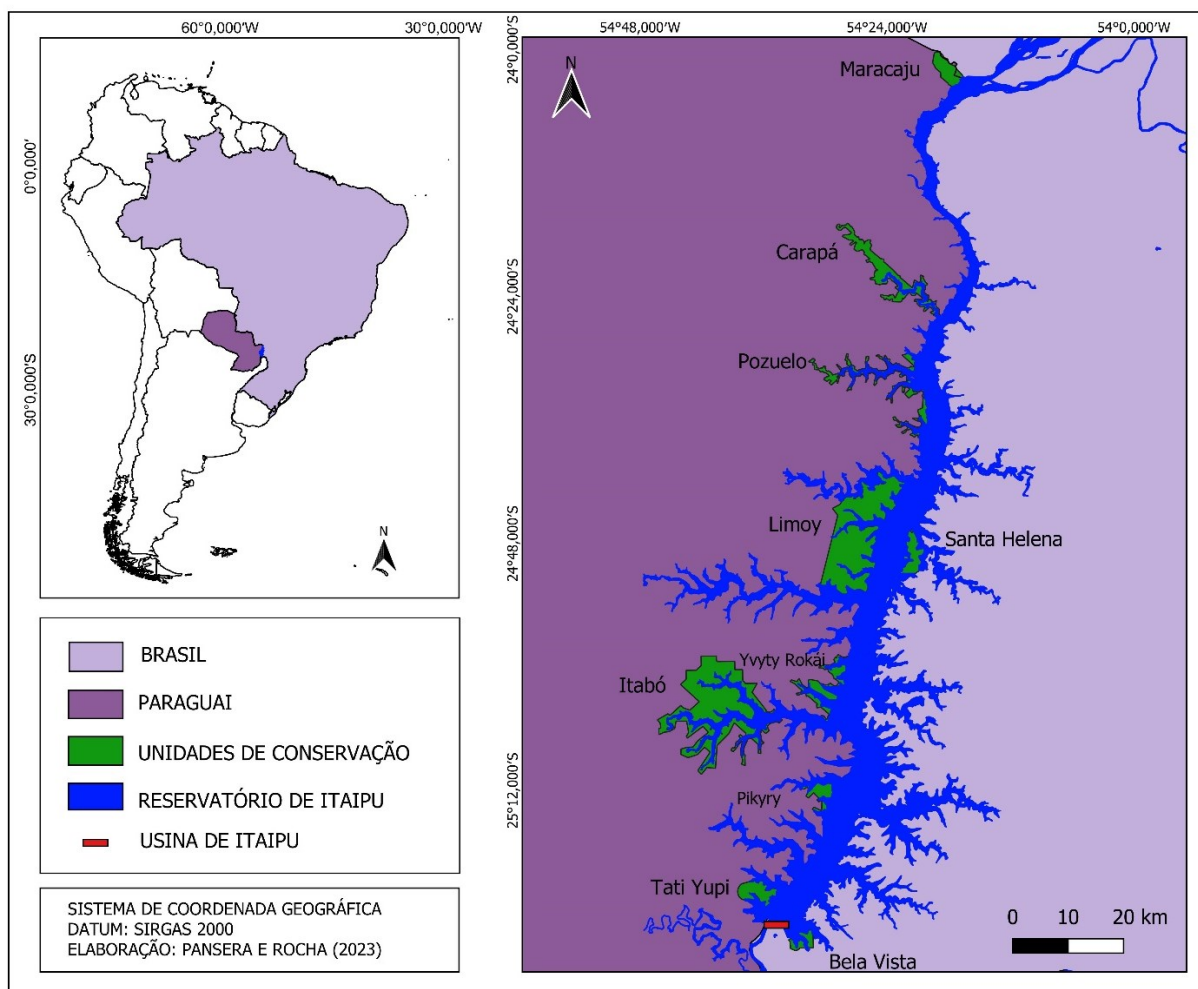 60°0,000'W
30°0,000'W
0°0,000'
30°0,000'S
N
BRASIL
PARAGUAI
UNIDADES DE CONSERVAÇÃO
RESERVATÓRIO DE ITAIPU
USINA DE ITAIPU
SISTEMA DE COORDENADA GEOGRÁFICA
DATUM: SIRGAS 2000
ELABORAÇÃO: PANSERA E ROCHA (2023)
54°48,000'W
54°24,000'W
54°0,000'W
24°0,000'S
24°24,000'S
24°48,000'S
25°12,000'S
N
Maracaju
Carapá
Pozuelo
Limoy
Santa Helena
Yvyty Rokái
Itabó
Pikyry
Tati Yupi
Bela Vista
0 10 20 km